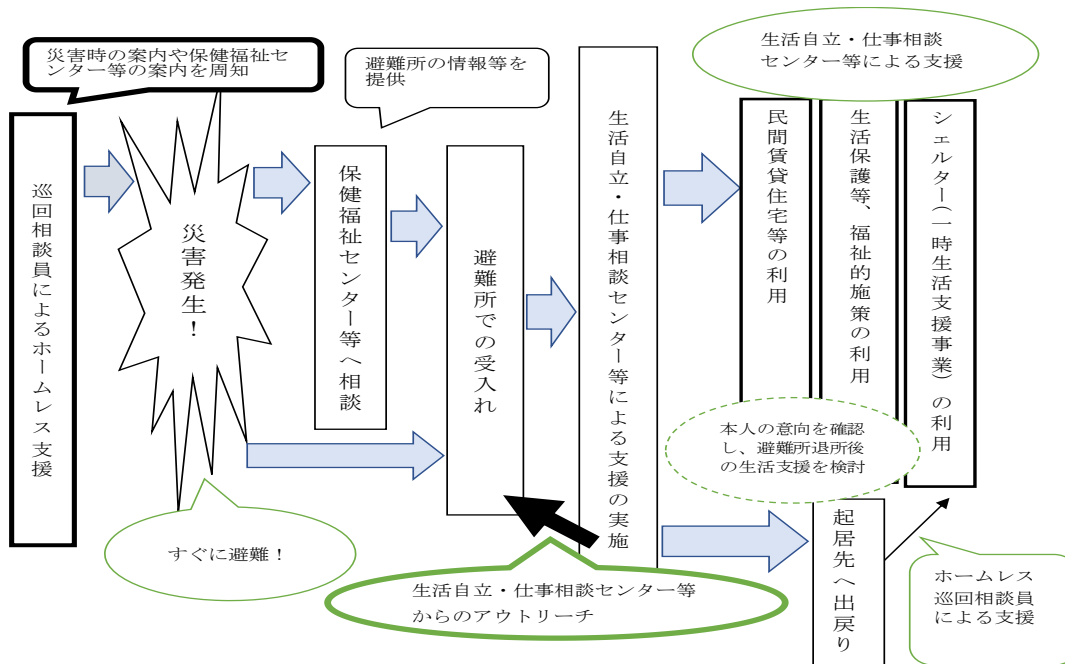 災害時の案内や保健福祉セ
ンター等の案内を周知
巡回相談員によるホームレス支援
災害発生！
すぐに避難！
避難所の情報等を
提供
保健福祉センター等へ相談
避難所での受入れ
生活自立・仕事相談センター等
からのアウトリーチ
生活自立・仕事相談センター等による支援の実施
生活自立・仕事相談
センター等による支援
民間賃貸住宅等の利用
生活保護等、福祉的施策の利用
シェルター（一時生活支援事業）の利用
本人の意向を確認
し、避難所退所後
の生活支援を検討
起居先へ出戻り
ホームレス
巡回相談員
による支援